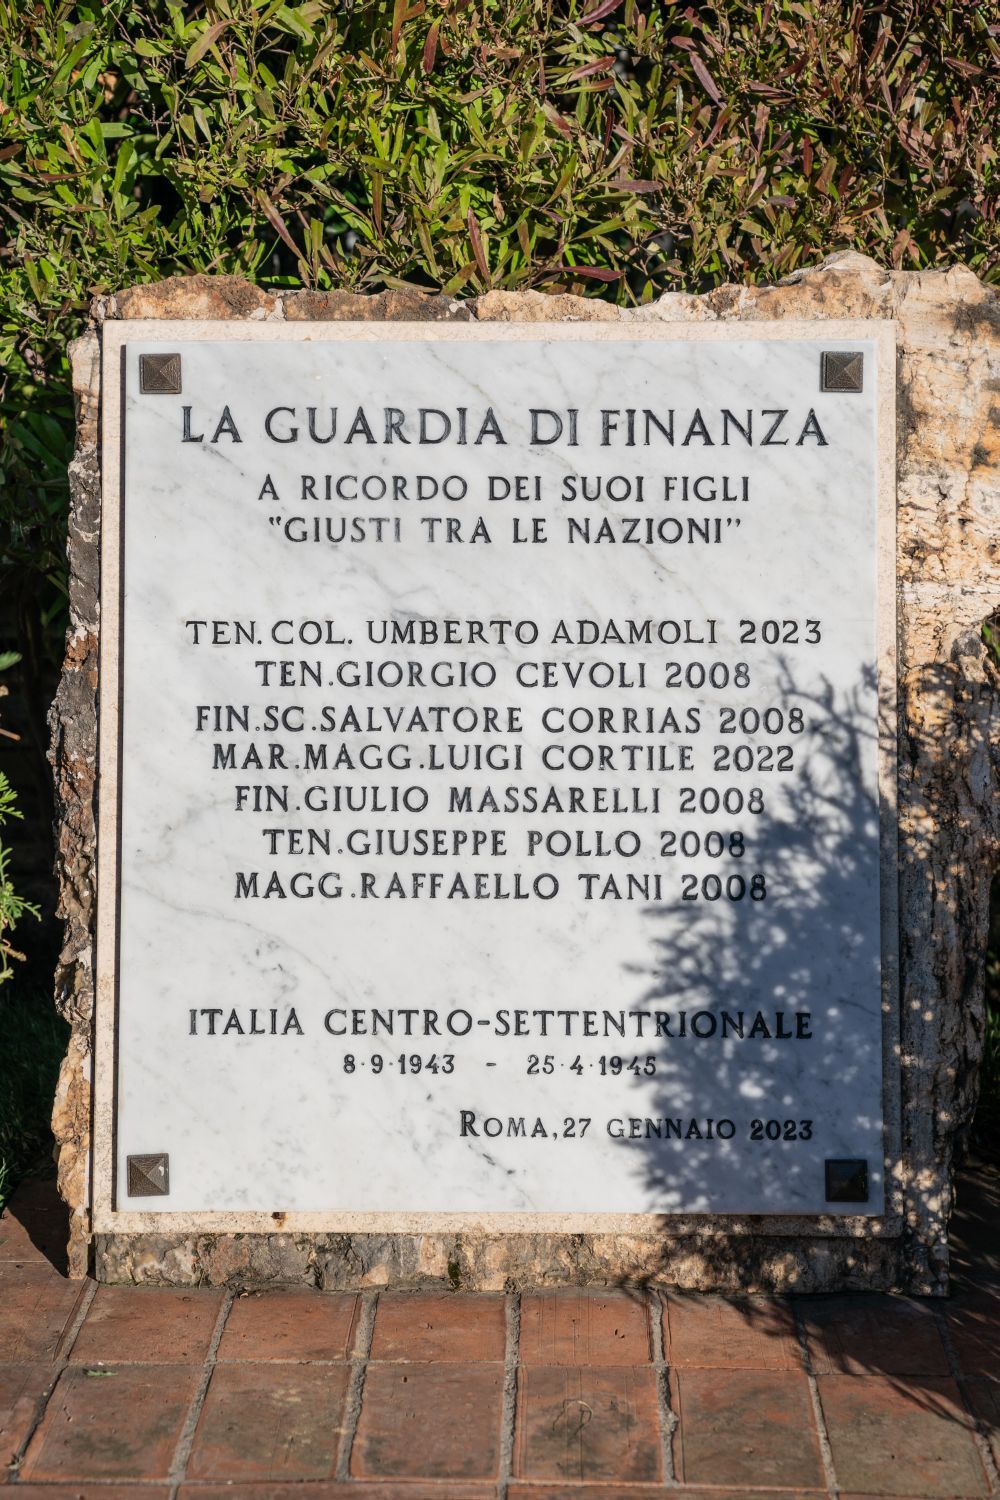 LA GUARDIA DI FINANZA
A RICORDO DEI SUOI FIGLI
"GIUSTI TRA LE NAZIONI"
TEN. COL. UMBERTO ADAMOLI 2023
TEN.GIORGIO CEVOLI 2008
FIN.SC.SALVATORE CORRIAS 2008
MAR.MAGG.LUIGI CORTILE 2022
FIN.GIULIO MASSARELLI 2008
TEN.GIUSEPPE POLLO 2008
MAGG.RAFFAELLO TANI 2008
ITALIA CENTRO-SETTENTRIONALE
8·9·1943 - 25·4·1945
ROMA, 27 GENNAIO 2023